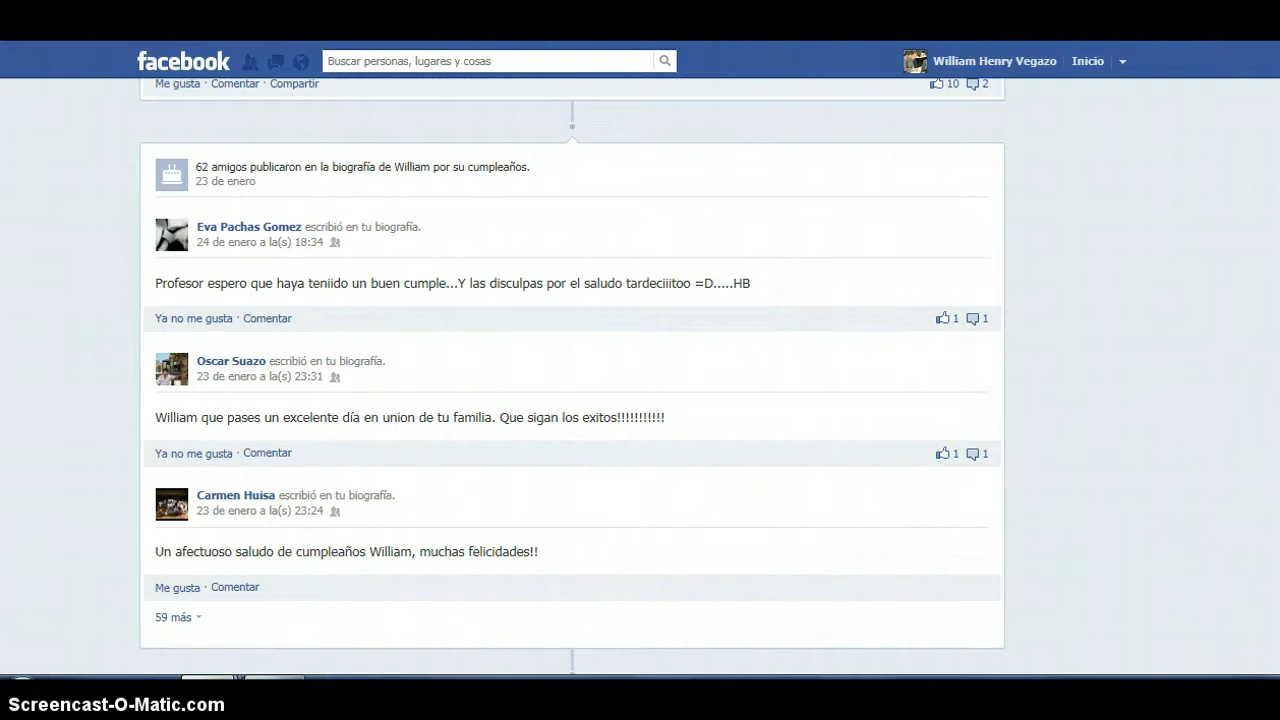 facebook
Buscar personas, lugares y cosas
William Henry Vegazo
Inicio
Me gusta · Comentar · Compartir
10
2
62 amigos publicaron en la biografía de William por su cumpleaños.
23 de enero
Eva Pachas Gomez escribió en tu biografía.
24 de enero a la(s) 18:34
Profesor espero que haya teniido un buen cumple...Y las disculpas por el saludo tardeciiitoo =D.....HB
Ya no me gusta · Comentar
1
1
Oscar Suazo escribió en tu biografía.
23 de enero a la(s) 23:31
William que pases un excelente día en union de tu familia. Que sigan los exitos!!!!!!!!!!!
Ya no me gusta · Comentar
1
1
Carmen Huisa escribió en tu biografía.
23 de enero a la(s) 23:24
Un afectuoso saludo de cumpleaños William, muchas felicidades!!
Me gusta · Comentar
59 más
Screencast-O-Matic.com